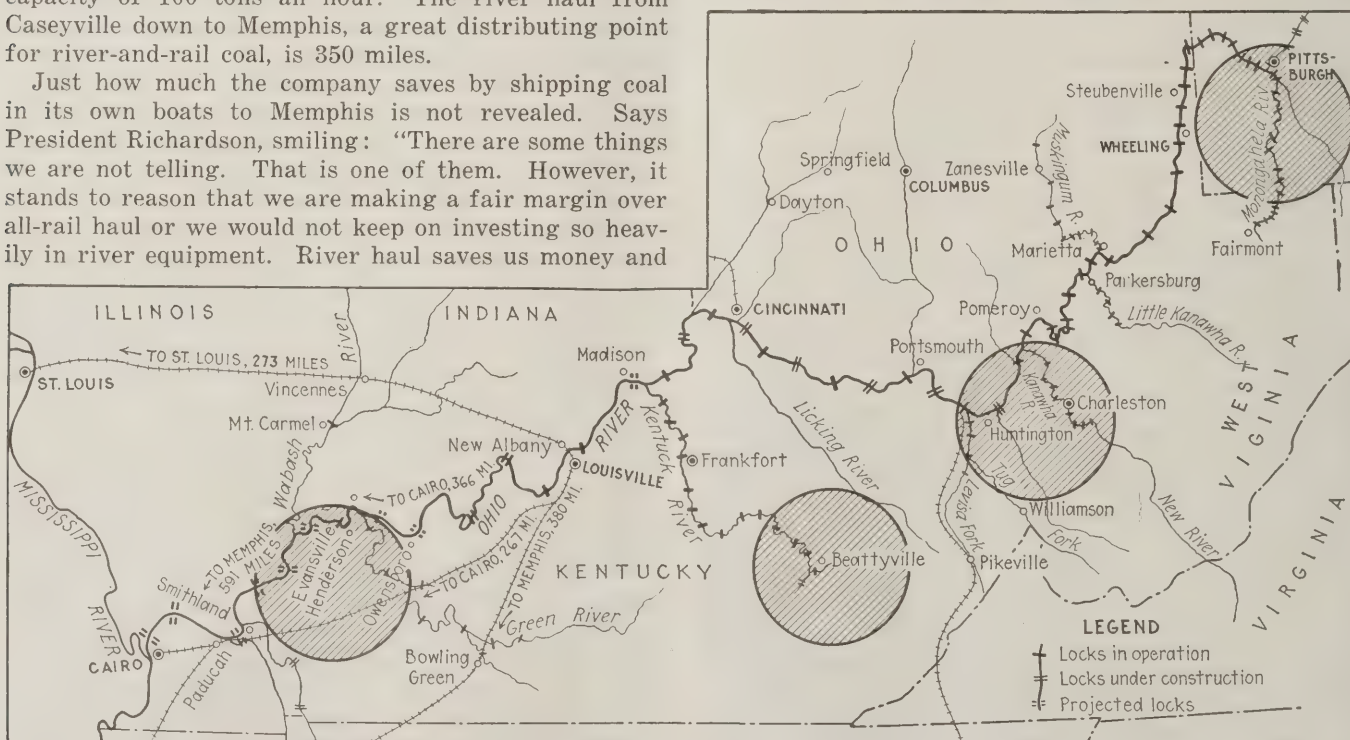 capacity of 100 tons an hour. The river haul from
Caseyville down to Memphis, a great distributing point
for river-and-rail coal, is 350 miles.
Just how much the company saves by shipping coal
in its own boats to Memphis is not revealed. Says
President Richardson, smiling: “There are some things
we are not telling. That is one of them. However, it
stands to reason that we are making a fair margin over
all-rail haul or we would not keep on investing so heav-
ily in river equipment. River haul saves us money and
PITTS-
BURGH
Steubenville
WHEELING
Monongahela Riv.
Fairmont
Muskingum R.
Zanesville
Springfield
COLUMBUS
Dayton
OHIO
Marietta
Parkersburg
Little Kanawha R.
Pomeroy
Portsmouth
CINCINNATI
ILLINOIS
INDIANA
River
TO ST. LOUIS, 273 MILES
ST. LOUIS
Vincennes
Madison
Mt. Carmel
Wabash
New Albany
LOUISVILLE
RIVER
OHIO
Kentucky
River
Frankfort
Licking River
Kanawha
R.
Charleston
Huntington
Tug
Fork
Levisa Fork
Williamson
Pikeville
New River
WEST
VIRGINIA
VIRGINIA
MISSISSIPPI
RIVER
TO CAIRO, 366 MI.
TO MEMPHIS
591 MILES
Evansville
Henderson
Owensboro
TO CAIRO, 267 MI.
TO MEMPHIS, 380 MI.
KENTUCKY
Beattyville
Smithland
Green River
CAIRO
Paducah
Bowling
Green
LEGEND
Locks in operation
Locks under construction
Projected locks